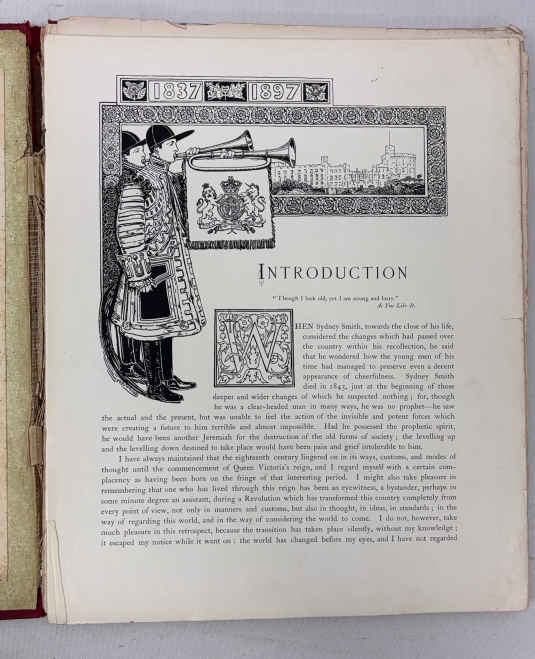 1837 1897
INTRODUCTION
"Though I look old, yet I am strong and lusty."
As You Like It.
WHEN Sydney Smith, towards the close of his life,
considered the changes which had passed over
the country within his recollection, he said
that he wondered how the young men of his
time had managed to preserve even a decent
appearance of cheerfulness. Sydney Smith
died in 1845, just at the beginning of those
deeper and wider changes of which he suspected nothing; for, though
he was a clear-headed man in many ways, he was no prophet—he saw
the actual and the present, but was unable to feel the action of the invisible and potent forces which
were creating a future to him terrible and almost impossible. Had he possessed the prophetic spirit,
he would have been another Jeremiah for the destruction of the old forms of society; the levelling up
and the levelling down destined to take place would have been pain and grief intolerable to him.
I have always maintained that the eighteenth century lingered on in its ways, customs, and modes of
thought until the commencement of Queen Victoria's reign, and I regard myself with a certain com-
placency as having been born on the fringe of that interesting period. I might also take pleasure in
remembering that one who has lived through this reign has been an eyewitness, a bystander, perhaps in
some minute degree an assistant, during a Revolution which has transformed this country completely from
every point of view, not only in manners and customs, but also in thought, in ideas, in standards; in the
way of regarding this world, and in the way of considering the world to come. I do not, however, take
much pleasure in this retrospect, because the transition has taken place silently, without my knowledge;
it escaped my notice while it went on: the world has changed before my eyes, and I have not regarded